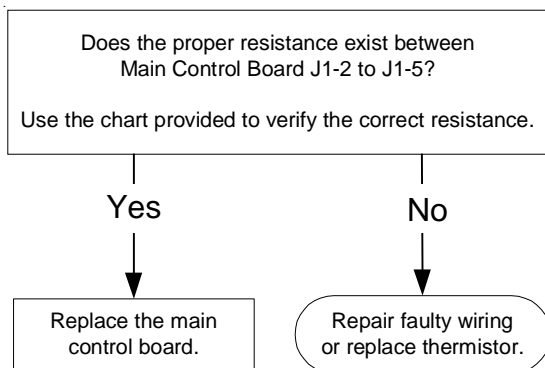 Does the proper resistance exist between
Main Control Board J1-2 to J1-5?
Use the chart provided to verify the correct resistance.
Yes
No
Replace the main
control board.
Repair faulty wiring
or replace thermistor.